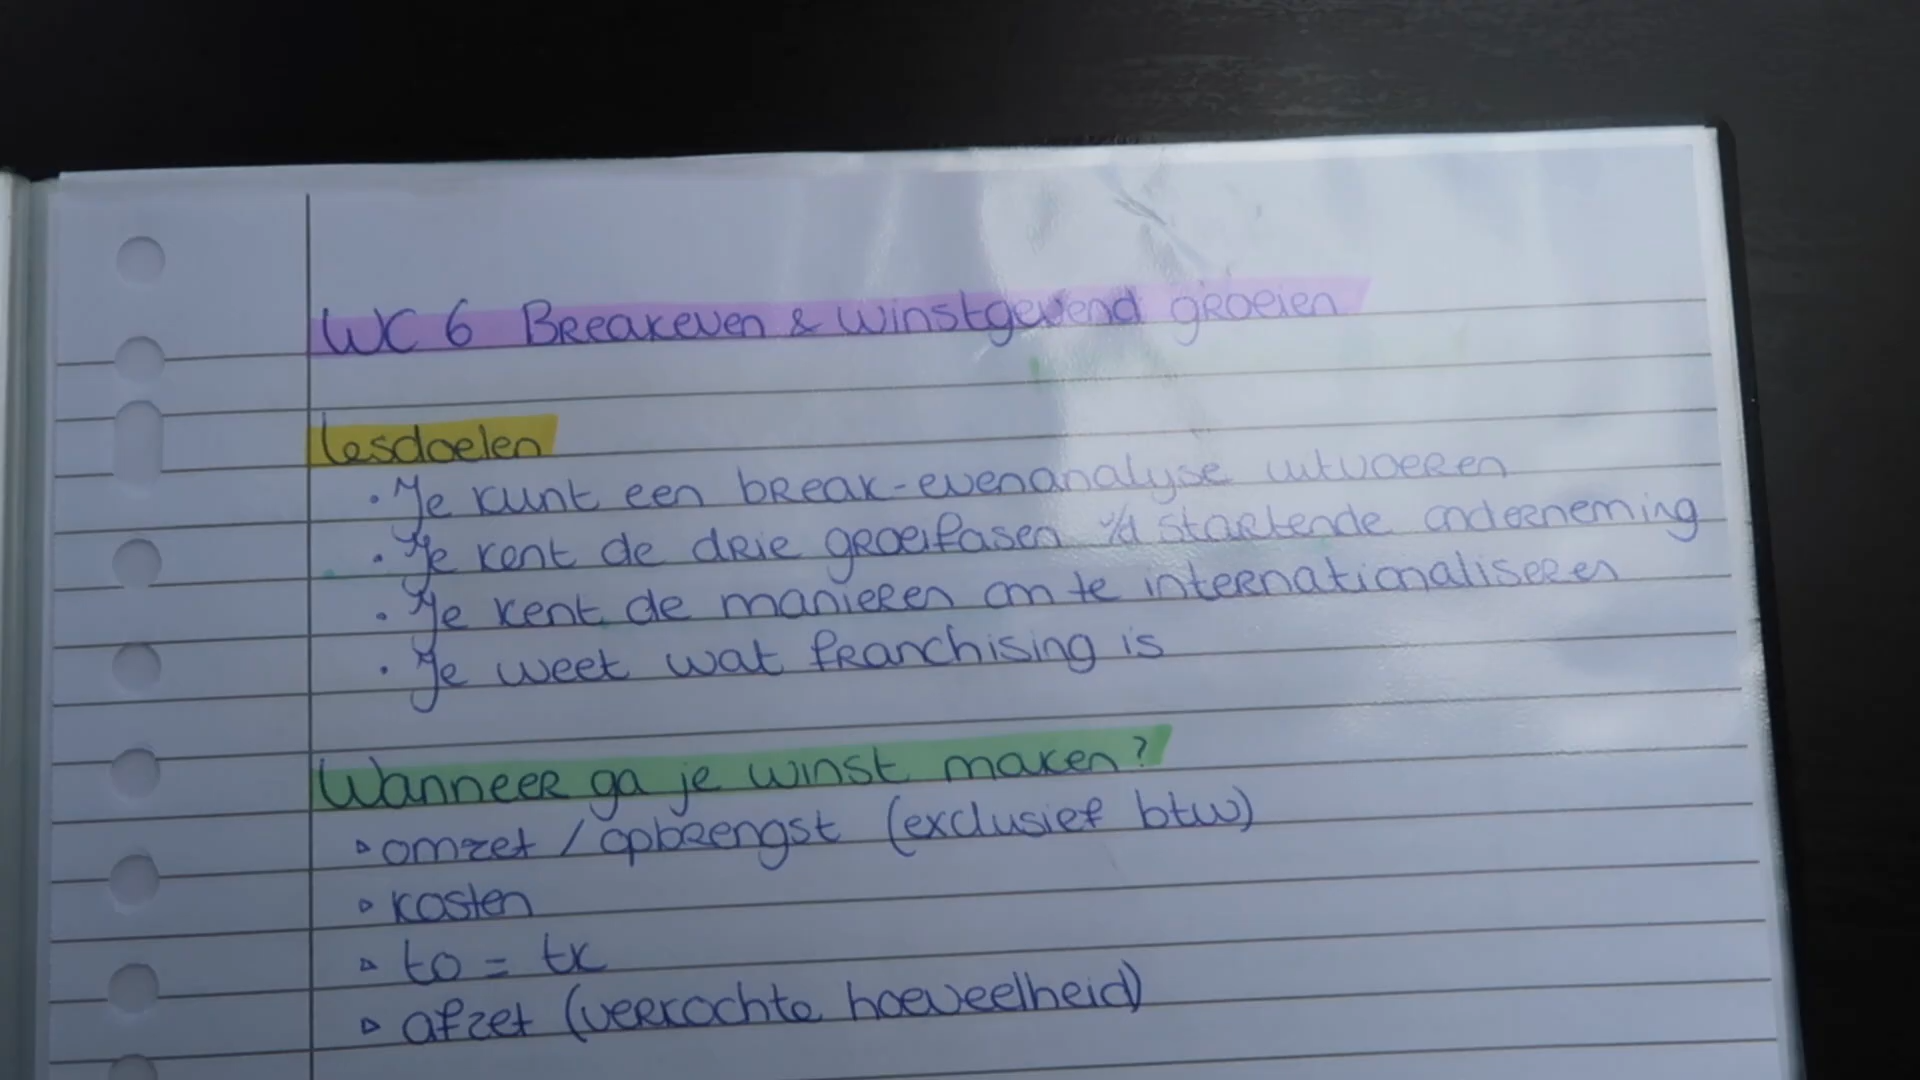 WC 6 Breakeven & winstgevend groeien
lesdoelen
· Je kunt een break-evenanalyse uitvoeren
· Je kent de drie groeifasen v/d startende onderneming
· Je kent de manieren om te internationaliseren
· Je weet wat franchising is
Wanneer ga je winst maken?
▹ omzet / opbrengst (exclusief btw)
▹ kosten
▹ to = tk
▹ afzet (verkochte hoeveelheid)